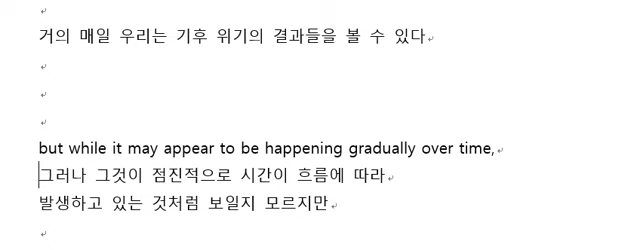 거의 매일 우리는 기후 위기의 결과들을 볼 수 있다
but while it may appear to be happening gradually over time,
그러나 그것이 점진적으로 시간이 흐름에 따라
발생하고 있는 것처럼 보일지 모르지만